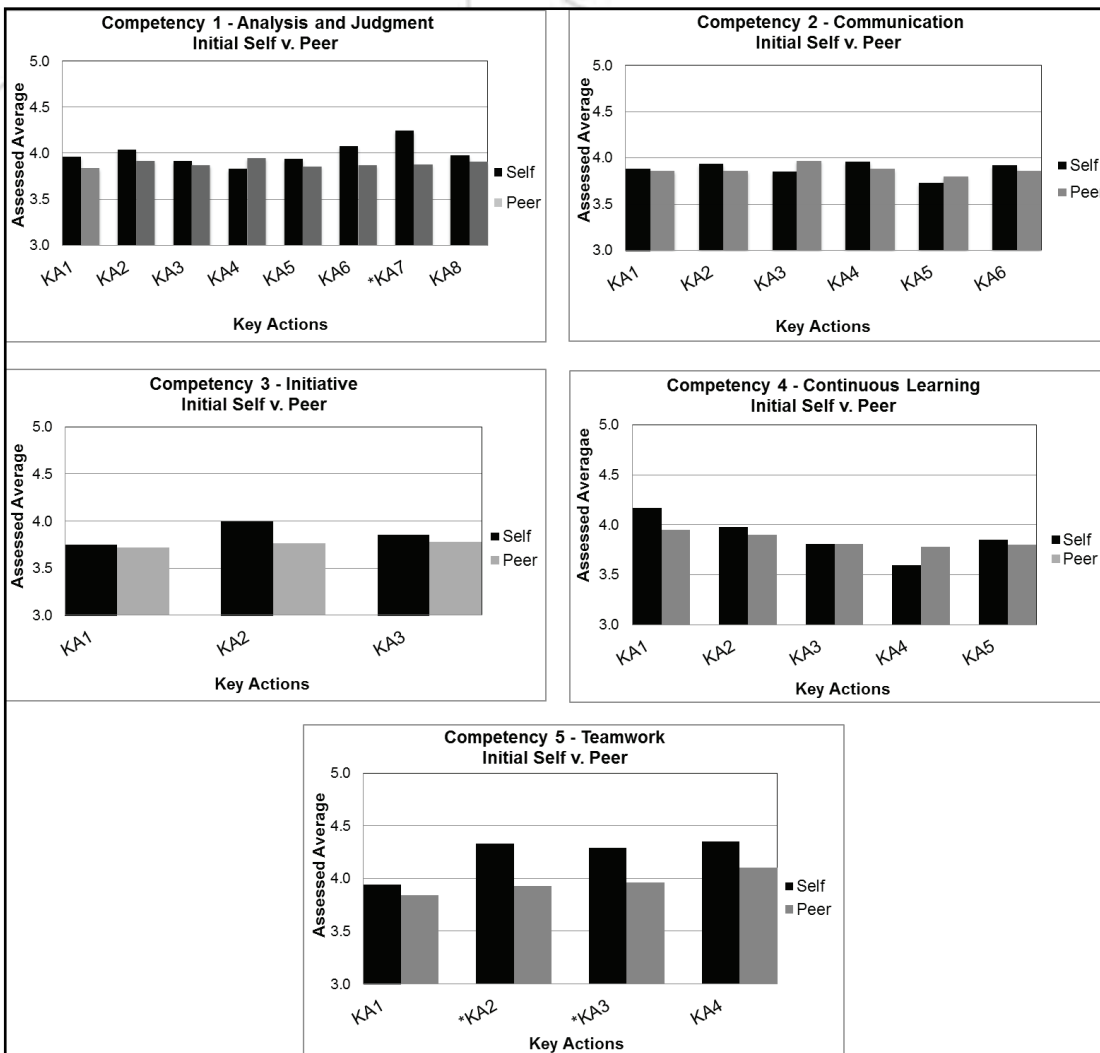 Competency 1 - Analysis and Judgment
Initial Self v. Peer
Assessed Average
5.0
4.5
4.0
3.5
3.0
KA1 KA2 KA3 KA4 KA5 KA6 *KA7 KA8
Key Actions
Self
Peer
Competency 2 - Communication
Initial Self v. Peer
Assessed Average
5.0
4.5
4.0
3.5
3.0
KA1 KA2 KA3 KA4 KA5 KA6
Key Actions
Self
Peer
Competency 3 - Initiative
Initial Self v. Peer
Assessed Average
5.0
4.5
4.0
3.5
3.0
KA1 KA2 KA3
Key Actions
Self
Peer
Competency 4 - Continuous Learning
Initial Self v. Peer
Assessed Averagae
5.0
4.5
4.0
3.5
3.0
KA1 KA2 KA3 KA4 KA5
Key Actions
Self
Peer
Competency 5 - Teamwork
Initial Self v. Peer
Assessed Average
5.0
4.5
4.0
3.5
3.0
KA1 *KA2 *KA3 KA4
Key Actions
Self
Peer